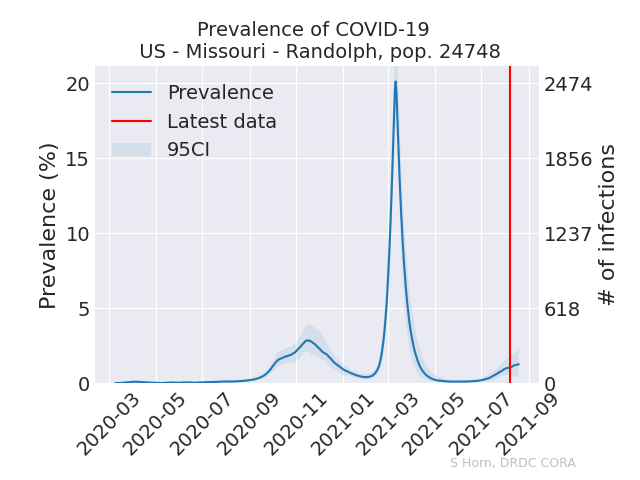 Prevalence of COVID-19
US - Missouri - Randolph, pop. 24748
Prevalence
Latest data
95CI
Prevalence (%)
20
15
10
5
0
2474
1856
1237
618
0
# of infections
2020-03
2020-05
2020-07
2020-09
2020-11
2021-01
2021-03
2021-05
2021-07
2021-09
S Horn, DRDC CORA